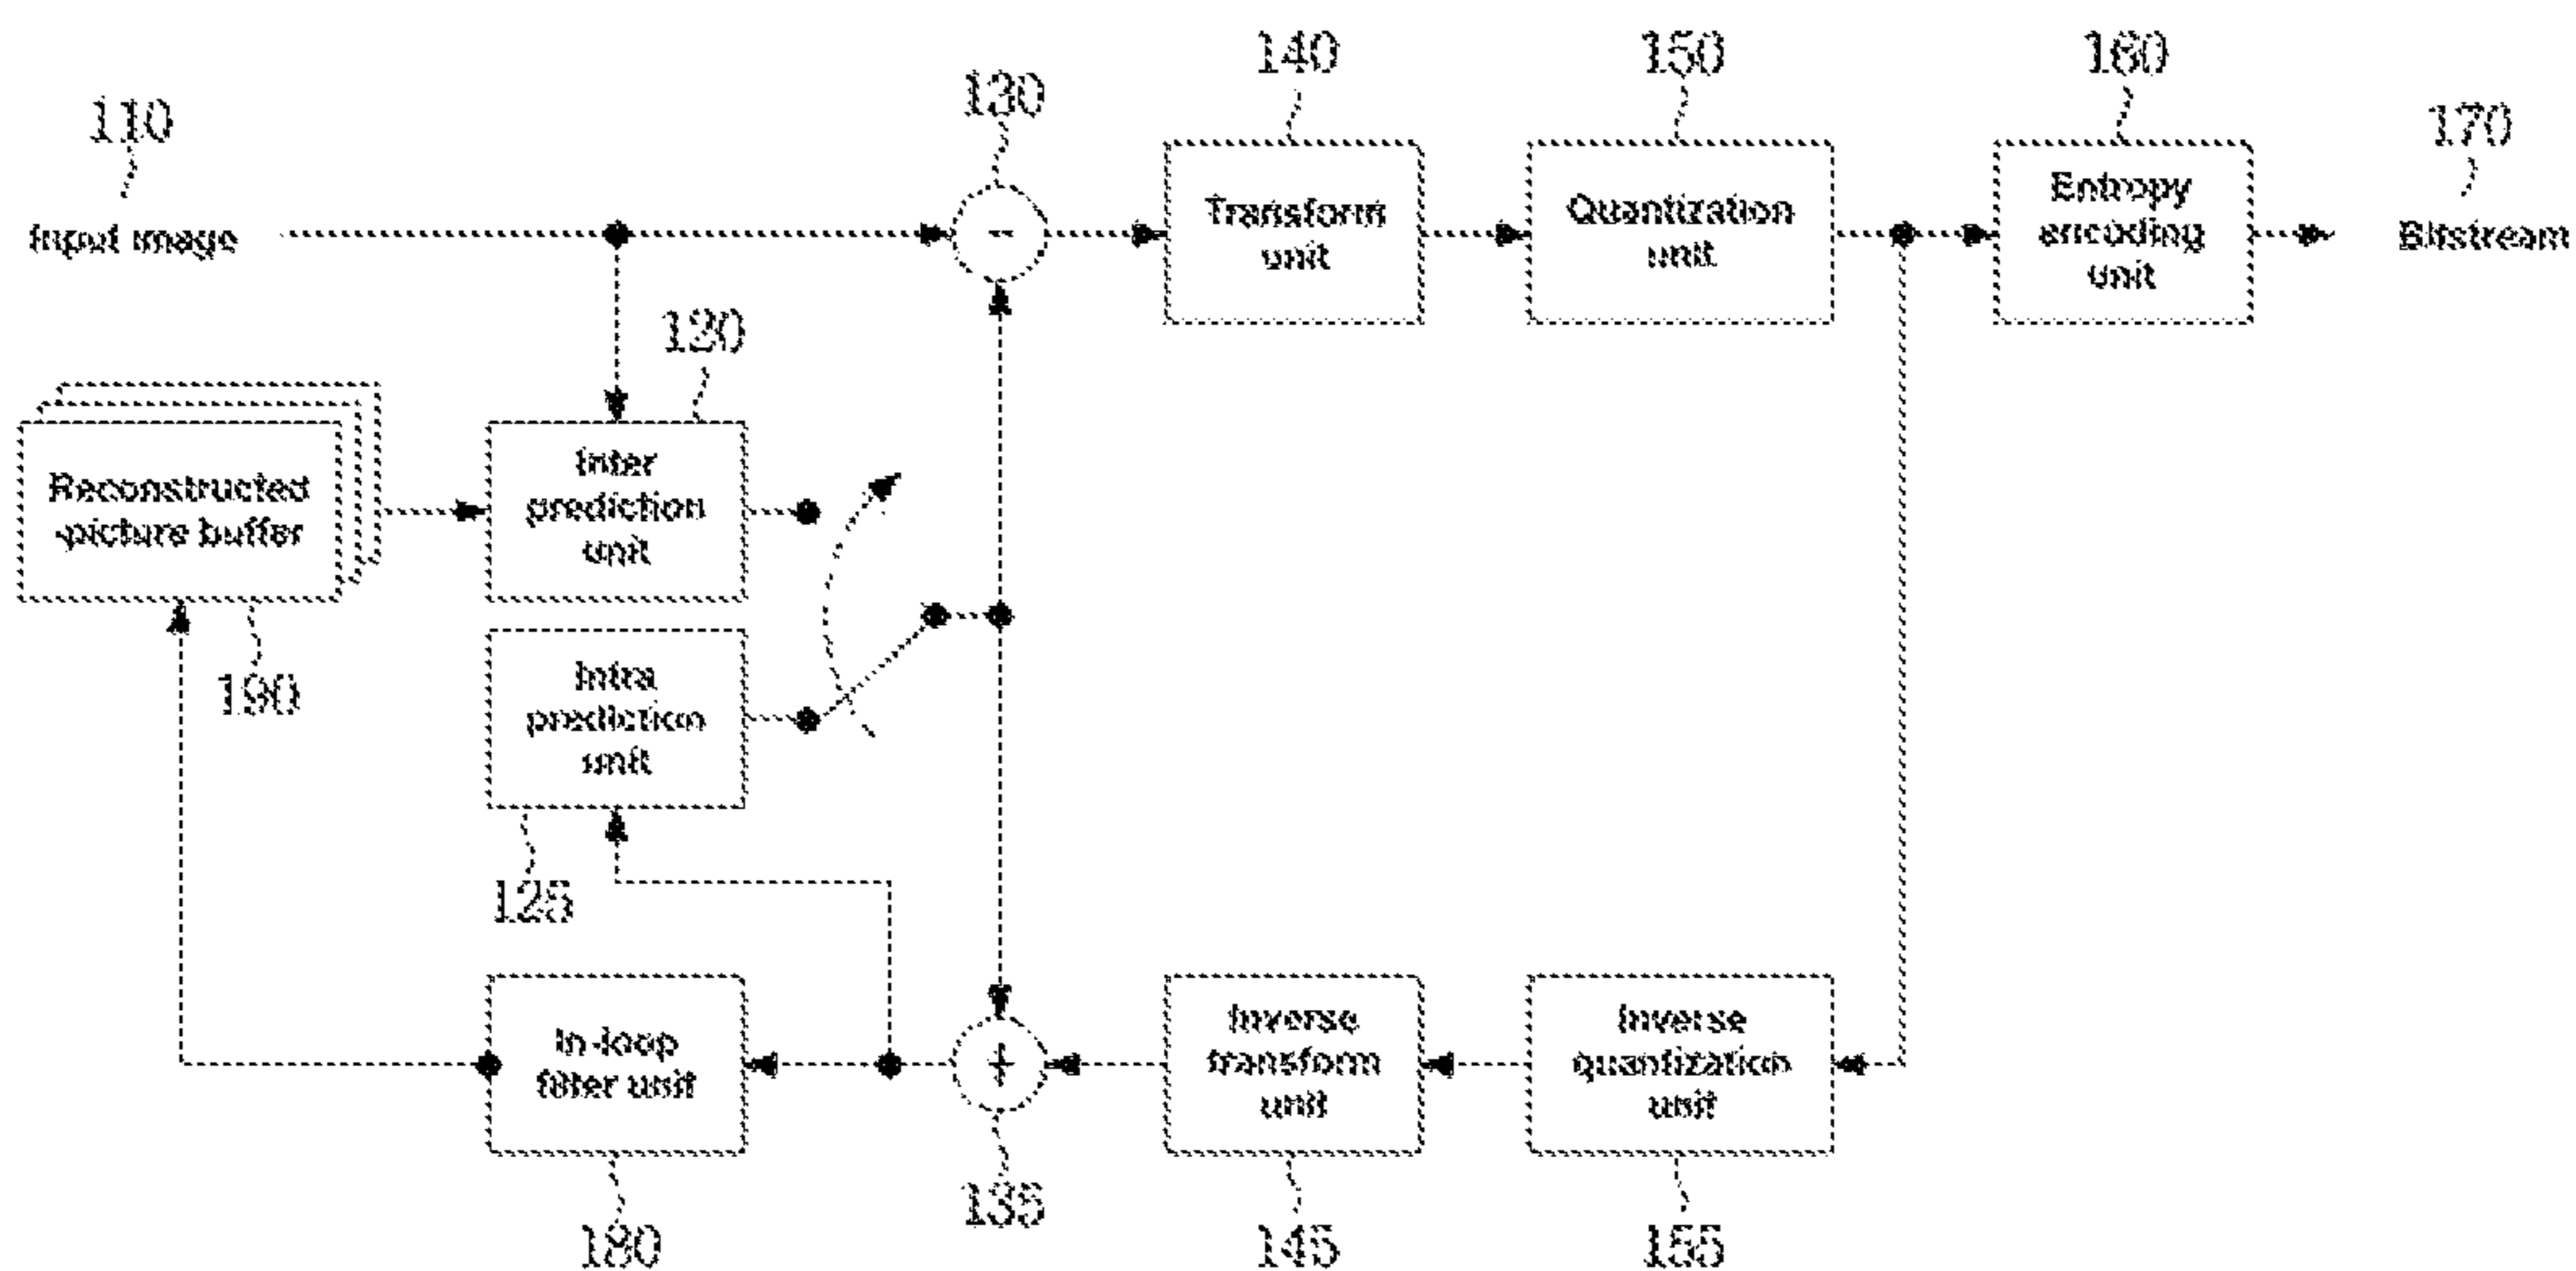 140
150
160
130
110
170
Input image
-
Transform
unit
Quantization
unit
Entropy
encoding
unit
Bitstream
120
Reconstructed
-picture buffer
Inter
prediction
unit
190
Intra
prediction
unit
125
In-loop
filter unit
+
Inverse
transform
unit
Inverse
quantization
unit
180
135
145
155